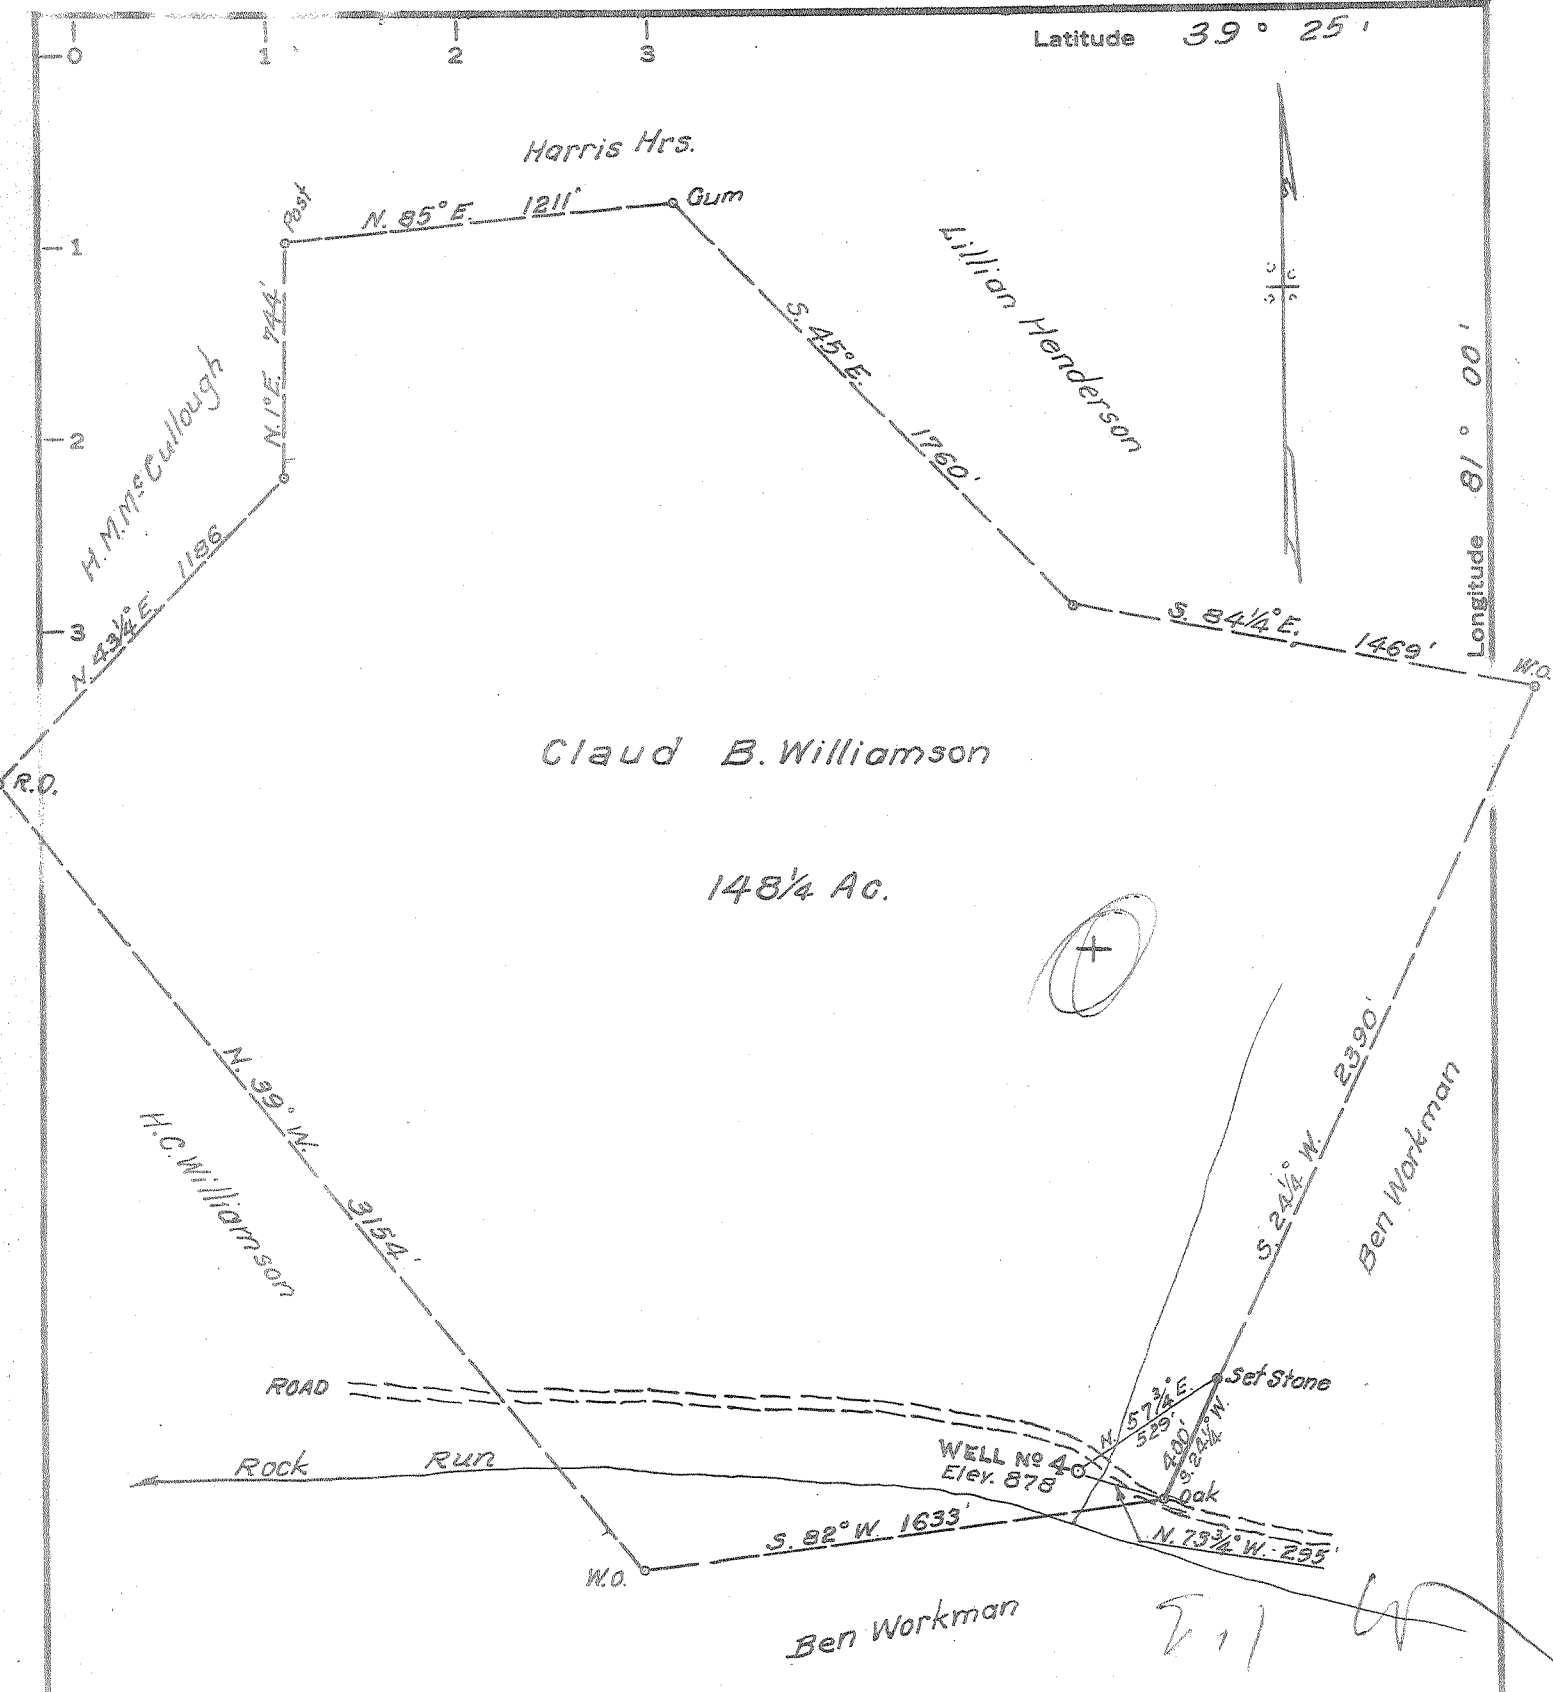 0 1 2 3
Latitude 39° 25'
Harris Hrs.
Post
N. 85° E. 1211'
Gum
1
Lillian Henderson
N. 1° E. 744'
S. 45° E. 1760'
Longitude 81° 00'
2
H. M. McCullough
N. 43¼° E. 1186
3
S. 84¼° E. 1469'
W.O.
Claud B. Williamson
R.O.
148¼ Ac.
N. 39° W. 3154'
H.C. Williamson
S. 24¼° W. 2390'
Ben Workman
ROAD
Set Stone
N. 57¾° E.
529'
400'
S. 24¼° W.
WELL No 4
Elev. 878
Rock Run
Oak
S. 82° W. 1633'
N. 73¾° W. - 295'
W.O.
Ben Workman